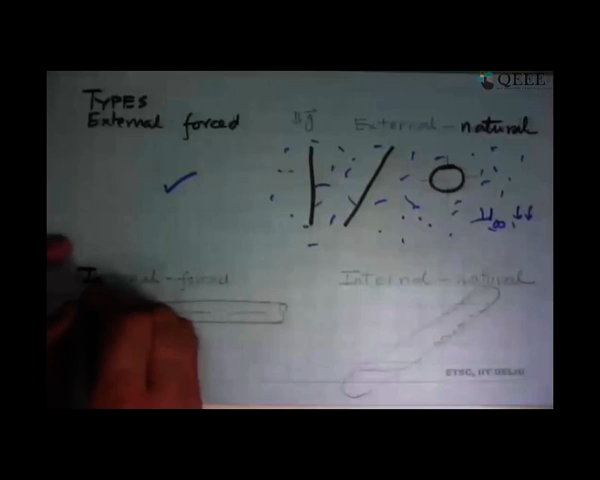 QEEE
TYPES
External forced
g
External - natural
∞
Internal - forced
Internal - natural
ETSC, IIT DELHI